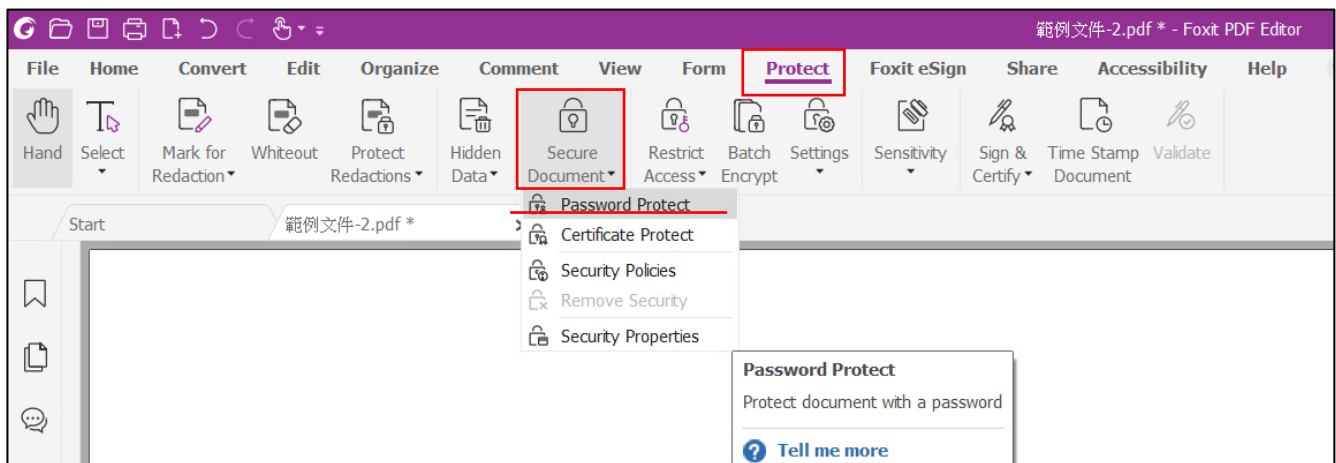 範例文件-2.pdf * - Foxit PDF Editor
File Home Convert Edit Organize Comment View Form Protect Foxit eSign Share Accessibility Help
Hand Select Mark for Redaction Whiteout Protect Redactions Hidden Data Secure Document Restrict Access Batch Encrypt Settings Sensitivity Sign & Certify Time Stamp Document Validate
Start 範例文件-2.pdf *
Password Protect
Certificate Protect
Security Policies
Remove Security
Security Properties
Password Protect
Protect document with a password
Tell me more